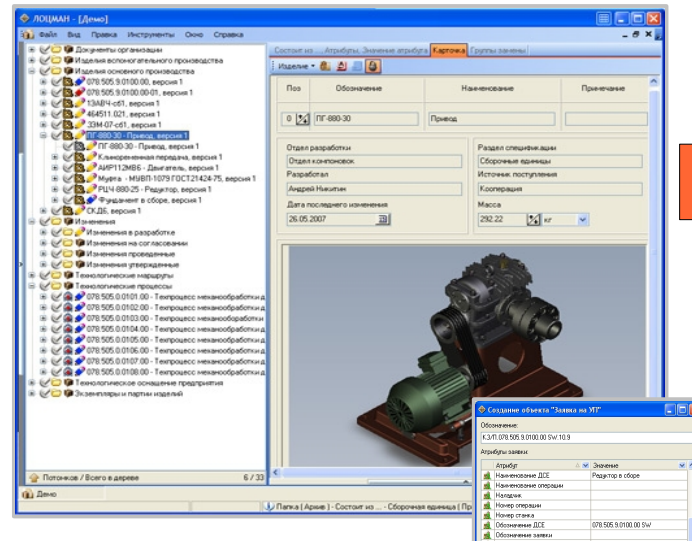 ЛОЦМАН - [Демо]
Файл Вид Правка Инструменты Окно Справка
Документы организации
Изделия вспомогательного производства
Изделия основного производства
078.505.9.0100.00, версия 1
078.505.9.0100.00-01, версия 1
13АВЧ-сб1, версия 1
464511.021, версия 1
33М-07-сб1, версия 1
ПГ-880-30 - Привод, версия 1
ПГ-880-30 - Привод, версия 1
Клиноременная передача, версия 1
АИР112МВ6 - Двигатель, версия 1
Муфта - МУВП-1079 ГОСТ21424-75, версия 1
РЦЧ-880-25 - Редуктор, версия 1
Фундамент в сборе, версия 1
СКДБ, версия 1
Изменения
Изменения в разработке
Изменения на согласовании
Изменения проведенные
Изменения утвержденные
Технологические маршруты
Технологические процессы
078.505.0.0101.00 - Техпроцесс механообработки д
078.505.0.0102.00 - Техпроцесс механообработки д
078.505.0.0103.00 - Техпроцесс механообработки
078.505.0.0104.00 - Техпроцесс механообработки д
078.505.0.0105.00 - Техпроцесс механообработки д
078.505.0.0106.00 - Техпроцесс механообработки д
078.505.0.0107.00 - Техпроцесс механообработки д
078.505.0.0108.00 - Техпроцесс механообработки д
Технологическое оснащение предприятия
Экземпляры и партии изделий
Потомков / Всего в дереве 6 / 33
Демо
Состоит из ..., Атрибуты, Значение атрибута Карточка Группы замены
Изделие
Поз Обозначение Наименование Примечание
0 ПГ-880-30 Привод
Отдел разработки Раздел спецификации
Отдел компоновок Сборочные единицы
Разработал Источник поступления
Андрей Никитин Кооперация
Дата последнего изменения Масса
26.05.2007 292.22 кг
Папка ( Архив ) - Состоит из ... - Сборочная единица ( Пр
Создание объекта "Заявка на УП"
Обозначение:
КЭ/П.078.505.9.0100.00 SW.10.9
Атрибуты заявки:
Атрибут Значение
Наименование ДСЕ Редуктор в сборе
Наименование операции
Наладчик
Номер операции
Номер станка
Обозначение ДСЕ 078.505.9.0100.00 SW
Обозначение заявки